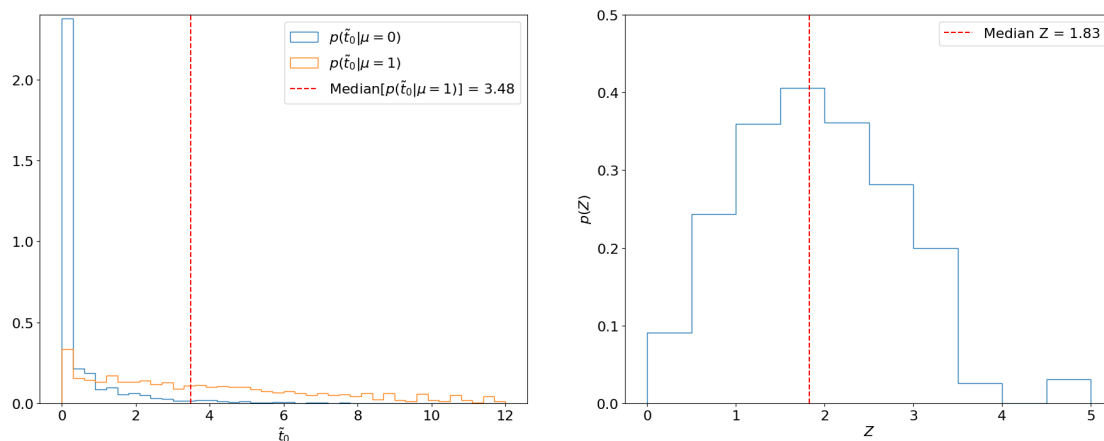 p(t̃₀|μ = 0)
p(t̃₀|μ = 1)
Median[p(t̃₀|μ = 1)] = 3.48
2.0
1.5
1.0
0.5
0.0
0 2 4 6 8 10 12
t̃₀
Median Z = 1.83
0.5
0.4
0.3
0.2
0.1
0.0
p(Z)
0 1 2 3 4 5
Z